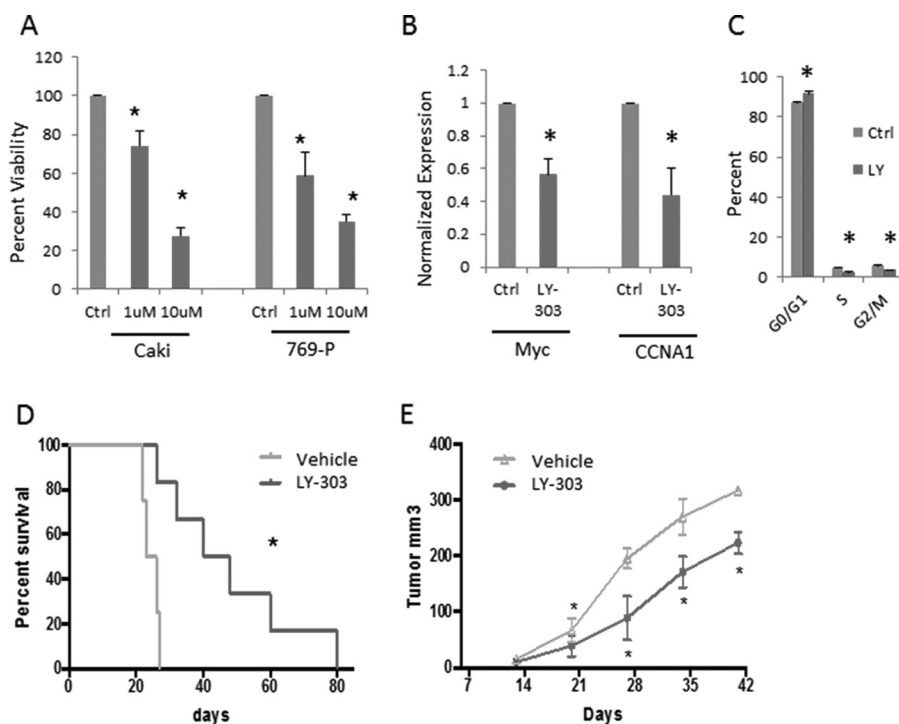 A
Percent Viability
120
100
80
60
40
20
0
*
*
*
*
Ctrl 1uM 10uM
Ctrl 1uM 10uM
Caki
769-P
B
Normalized Expression
1.2
1
0.8
0.6
0.4
0.2
0
*
*
Ctrl LY-
303
Ctrl LY-
303
Myc
CCNA1
C
Percent
100
80
60
40
20
0
*
*
*
Ctrl
LY
G0/G1
S
G2/M
D
Percent survival
100
80
60
40
20
0
Vehicle
LY-303
*
0 20 40 60 80
days
E
Tumor mm3
400
300
200
100
0
Vehicle
LY-303
*
*
*
*
7 14 21 28 35 42
Days